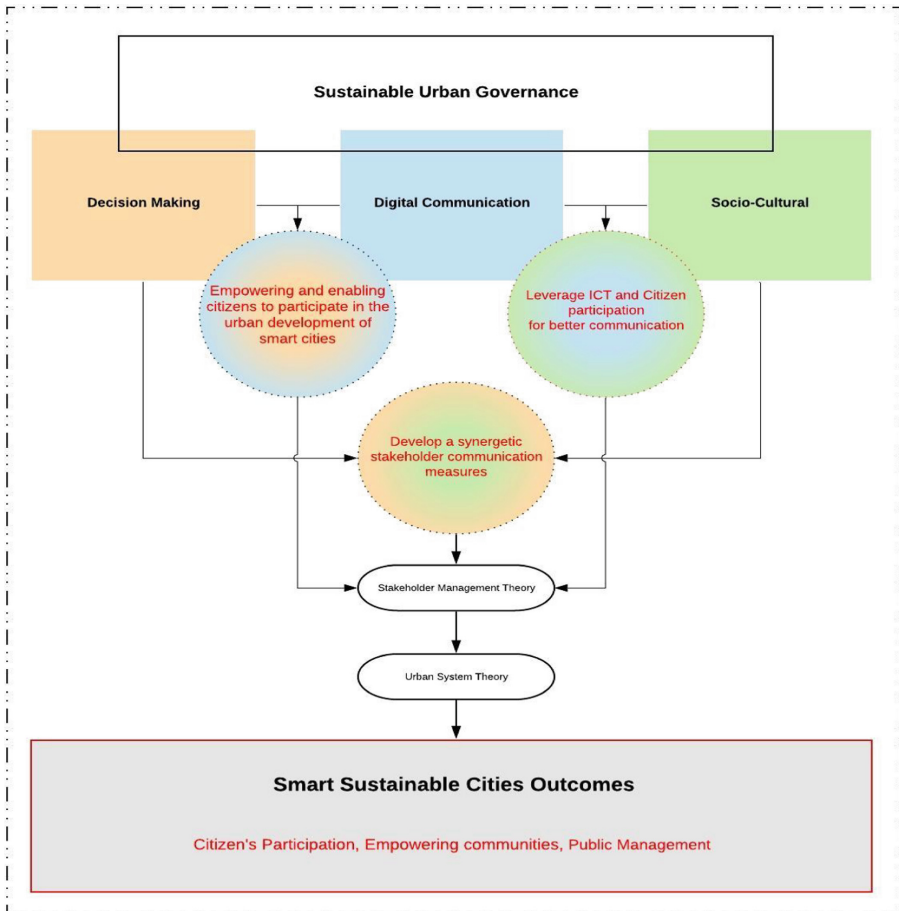 Sustainable Urban Governance
Decision Making
Digital Communication
Socio-Cultural
Empowering and enabling
citizens to participate in the
urban development of
smart cities
Leverage ICT and Citizen
participation
for better communication
Develop a synergetic
stakeholder communication
measures
Stakeholder Management Theory
Urban System Theory
Smart Sustainable Cities Outcomes
Citizen's Participation, Empowering communities, Public Management